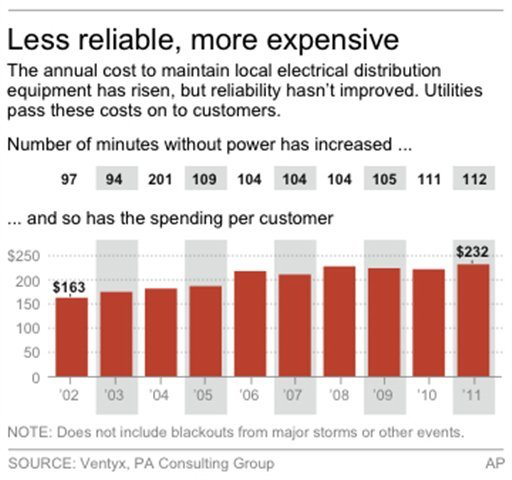 Less reliable, more expensive
The annual cost to maintain local electrical distribution
equipment has risen, but reliability hasn't improved. Utilities
pass these costs on to customers.
Number of minutes without power has increased ...
97 94 201 109 104 104 104 105 111 112
... and so has the spending per customer
$250
200
150
100
50
0
$163
$232
'02 '03 '04 '05 '06 '07 '08 '09 '10 '11
NOTE: Does not include blackouts from major storms or other events.
SOURCE: Ventyx, PA Consulting Group AP